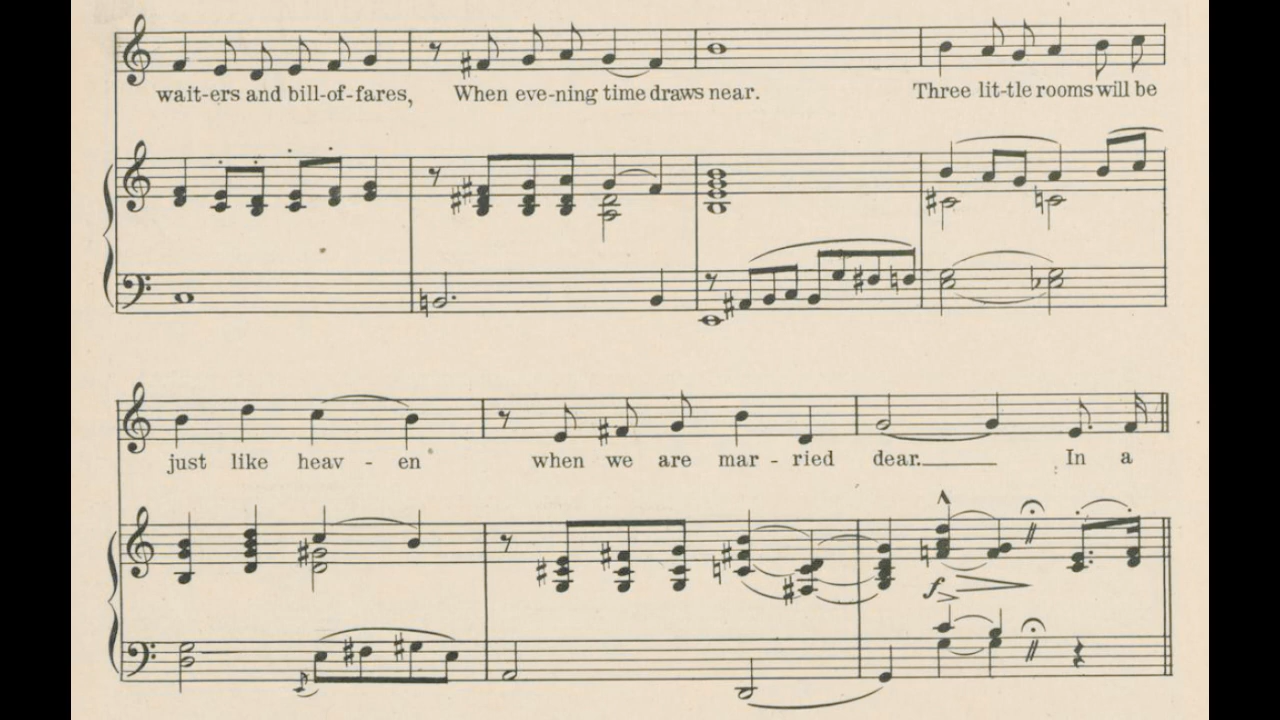 wait-ers and bill-of-fares, When eve-ning time draws near. Three lit-tle rooms will be
just like heav - en when we are mar - ried dear. In a
f